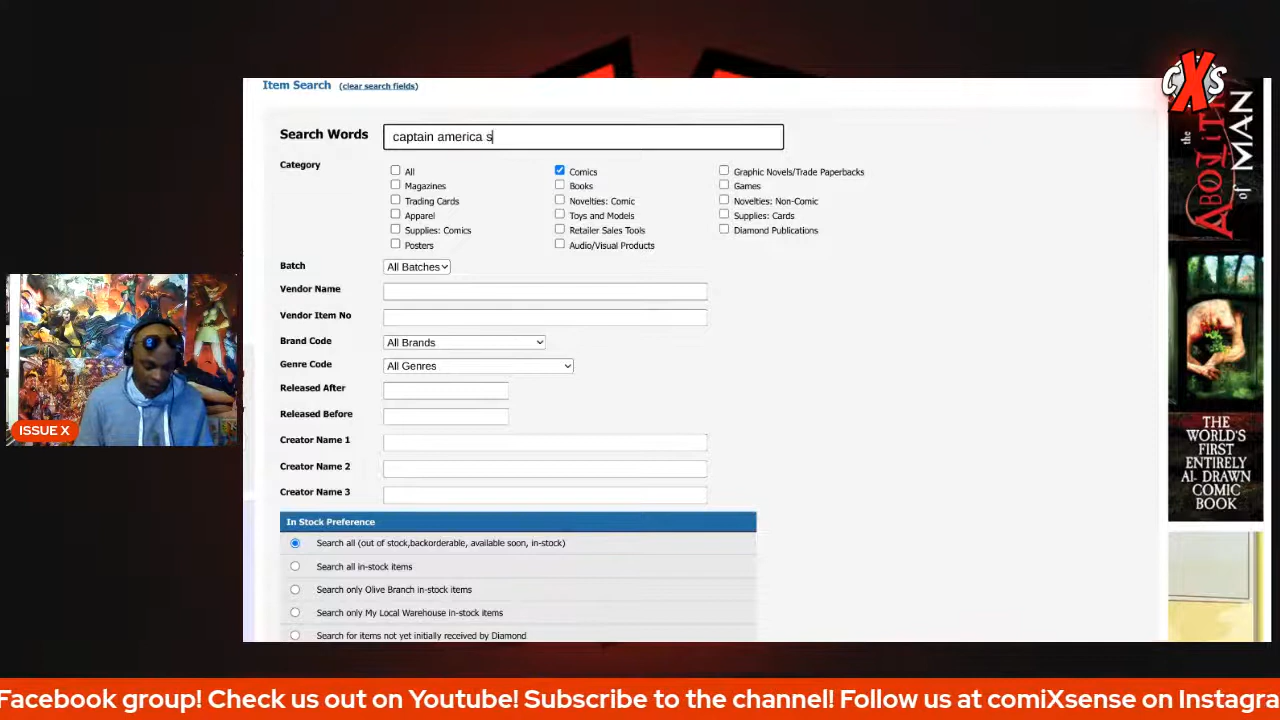 Item Search (clear search fields)
Search Words captain america s
Category
All Comics Graphic Novels/Trade Paperbacks
Magazines Books Games
Trading Cards Novelties: Comic Novelties: Non-Comic
Apparel Toys and Models Supplies: Cards
Supplies: Comics Retailer Sales Tools Diamond Publications
Posters Audio/Visual Products
Batch All Batches
Vendor Name
Vendor Item No
Brand Code All Brands
Genre Code All Genres
Released After
Released Before
Creator Name 1
Creator Name 2
Creator Name 3
In Stock Preference
Search all (out of stock,backorderable, available soon, in-stock)
Search all in-stock items
Search only Olive Branch in-stock items
Search only My Local Warehouse in-stock items
Search for items not yet initially received by Diamond
ISSUE X
CXS
the
ABOLITION
of MAN
THE
WORLD'S
FIRST
ENTIRELY
AI- DRAWN
COMIC
BOOK
Facebook group! Check us out on Youtube! Subscribe to the channel! Follow us at comiXsense on Instagra